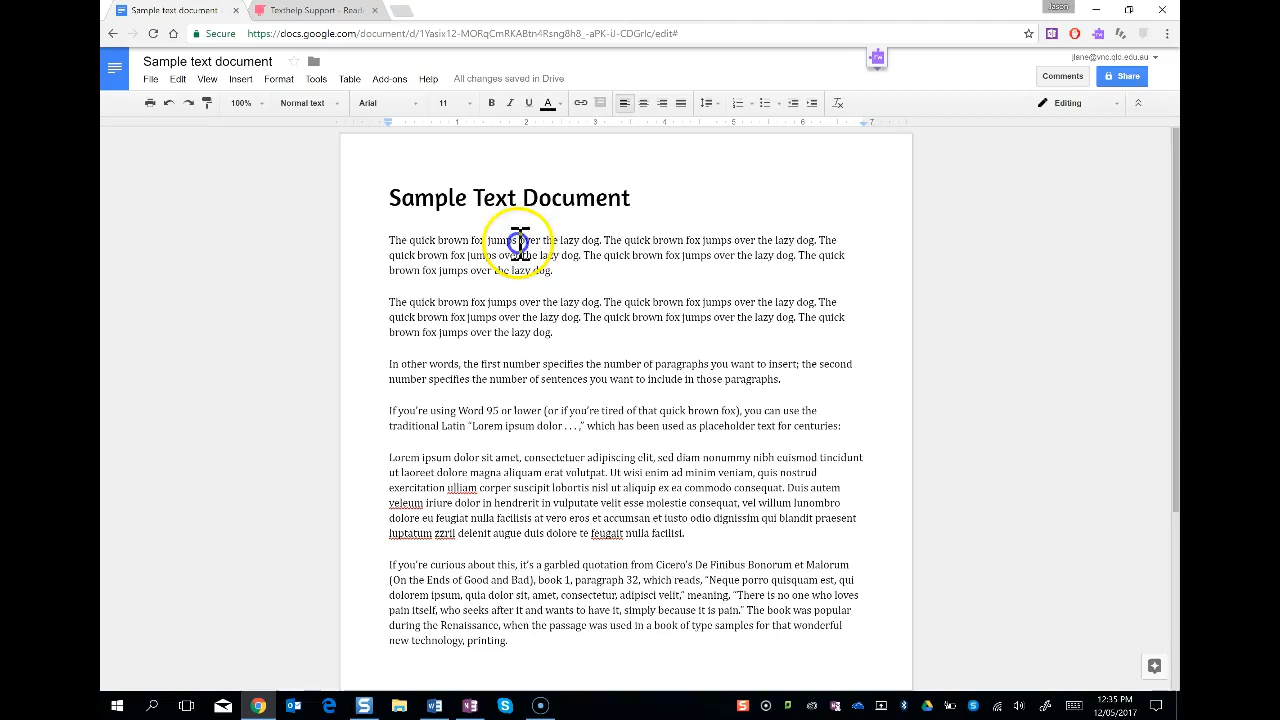 Jason
Sample text document
Texthelp Support – Read
Secure
https://docs.google.com/document/d/1Yasix12-MORqCmRKABtn4Rsng8h8_-aPK-iJ-CDGrlc/edit#
Sample text document
jlane@vnc.qld.edu.au
File Edit View Insert Format Tools Table Add-ons Help All changes saved in Drive
Comments
Share
100% Normal text Arial 11 Editing
1 2 3 4 5 6 7
Sample Text Document
The quick brown fox jumps over the lazy dog. The quick brown fox jumps over the lazy dog. The
quick brown fox jumps over the lazy dog. The quick brown fox jumps over the lazy dog. The quick
brown fox jumps over the lazy dog.
The quick brown fox jumps over the lazy dog. The quick brown fox jumps over the lazy dog. The
quick brown fox jumps over the lazy dog. The quick brown fox jumps over the lazy dog. The quick
brown fox jumps over the lazy dog.
In other words, the first number specifies the number of paragraphs you want to insert; the second
number specifies the number of sentences you want to include in those paragraphs.
If you’re using Word 95 or lower (or if you’re tired of that quick brown fox), you can use the
traditional Latin “Lorem ipsum dolor . . . ,” which has been used as placeholder text for centuries:
Lorem ipsum dolor sit amet, consectetuer adipiscing elit, sed diam nonummy nibh euismod tincidunt
ut laoreet dolore magna aliquam erat volutpat. Ut wisi enim ad minim veniam, quis nostrud
exercitation ulliam corper suscipit lobortis nisl ut aliquip ex ea commodo consequat. Duis autem
veleum iriure dolor in hendrerit in vulputate velit esse molestie consequat, vel willum lunombro
dolore eu feugiat nulla facilisis at vero eros et accumsan et iusto odio dignissim qui blandit praesent
luptatum zzril delenit augue duis dolore te feugait nulla facilisi.
If you’re curious about this, it’s a garbled quotation from Cicero’s De Finibus Bonorum et Malorum
(On the Ends of Good and Bad), book 1, paragraph 32, which reads, “Neque porro quisquam est, qui
dolorem ipsum, quia dolor sit, amet, consectetur, adipisci velit,” meaning, “There is no one who loves
pain itself, who seeks after it and wants to have it, simply because it is pain.” The book was popular
during the Renaissance, when the passage was used in a book of type samples for that wonderful
new technology, printing.
12:35 PM
12/05/2017